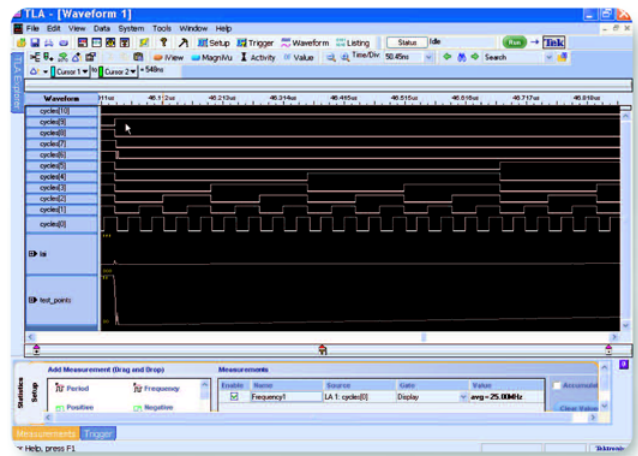 TLA - [Waveform 1]
File Edit View Data System Tools Window Help
Setup Trigger Waveform Listing Status Idle Run Tek
iView MagniVu Activity Value Time/Div: 50.45ns Search
Cursor 1 to Cursor 2 = 548ns
TLA Explorer
Waveform 46.112us 46.213us 46.314us 46.415us 46.515us 46.616us 46.717us 46.818us
cycles[10]
cycles[9]
cycles[8]
cycles[7]
cycles[6]
cycles[5]
cycles[4]
cycles[3]
cycles[2]
cycles[1]
cycles[0]
test_points
Statistics
Setup
Add Measurement (Drag and Drop) Measurements
Period Frequency
Positive Negative
Enable Name Source Gate Value
Frequency1 LA 1: cycles[0] Display avg = 25.00MHz
Clear Values
Measurements Trigger
Help, press F1 Tektronix